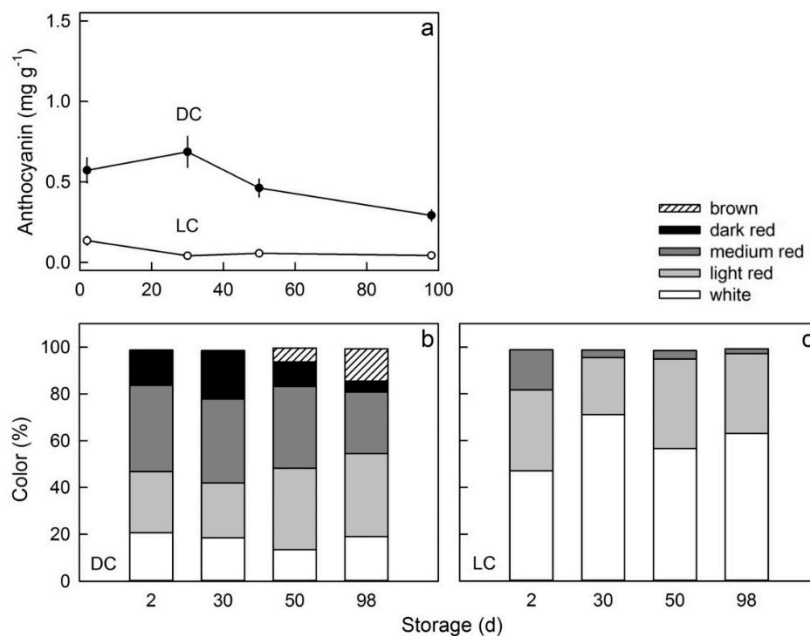 a
1.5
1.0
0.5
0.0
Anthocyanin (mg g⁻¹)
DC
LC
0 20 40 60 80 100
brown
dark red
medium red
light red
white
b
100
80
60
40
20
0
Color (%)
DC
2 30 50 98
c
LC
2 30 50 98
Storage (d)